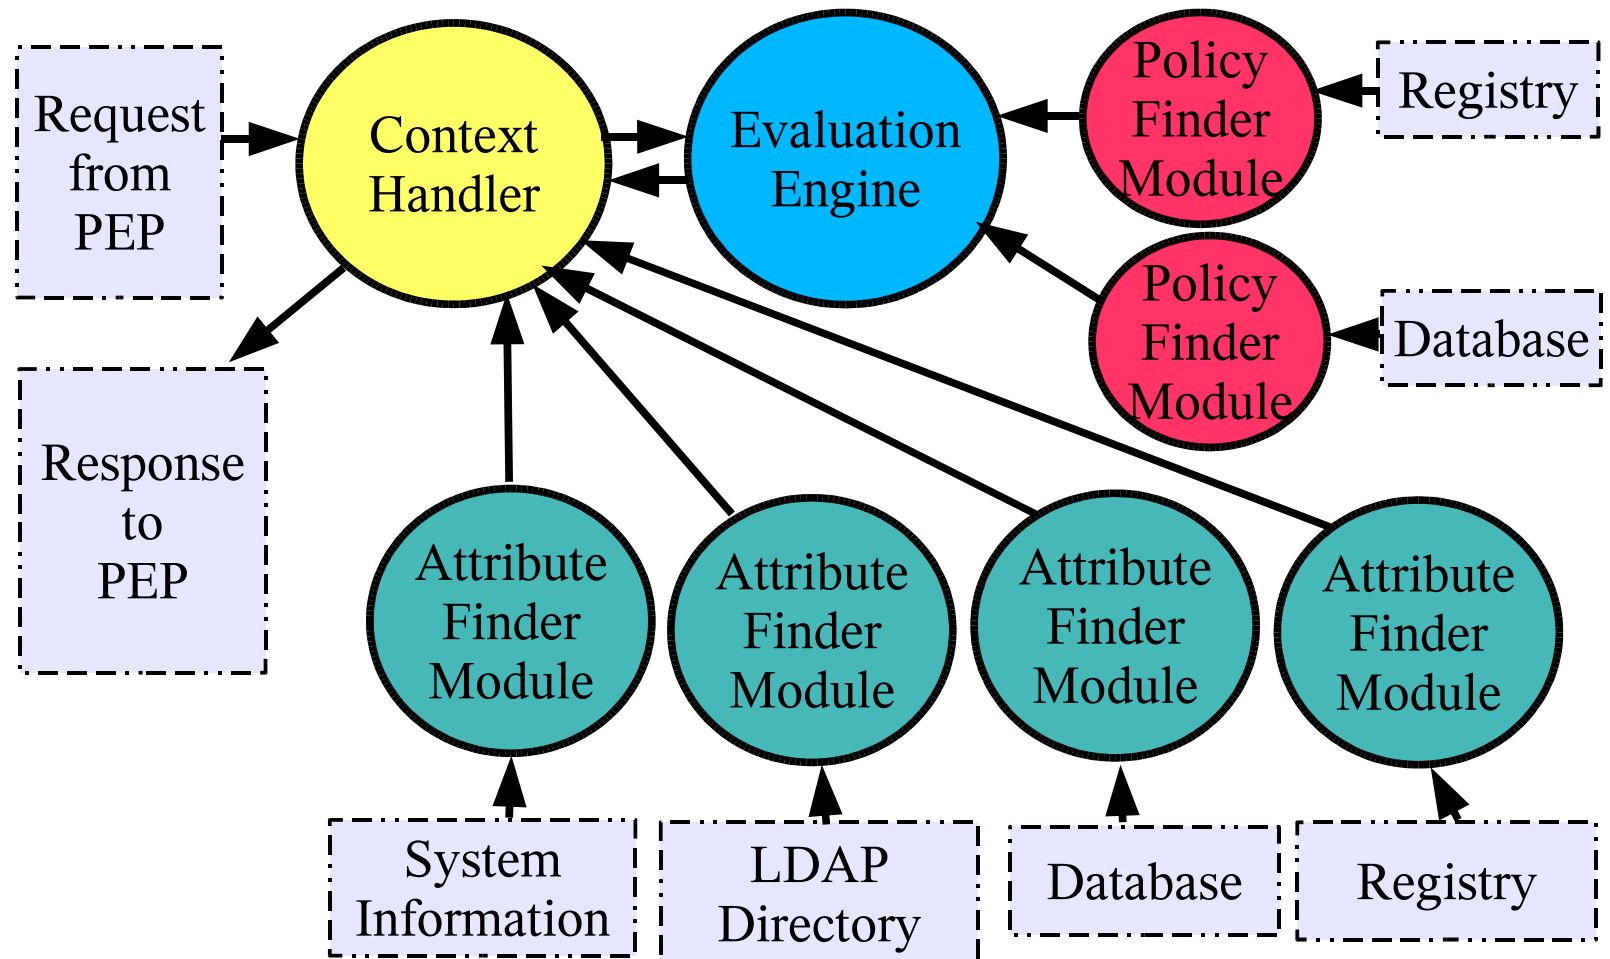 Request
from
PEP
Context
Handler
Evaluation
Engine
Policy
Finder
Module
Registry
Policy
Finder
Module
Database
Response
to
PEP
Attribute
Finder
Module
Attribute
Finder
Module
Attribute
Finder
Module
Attribute
Finder
Module
System
Information
LDAP
Directory
Database
Registry